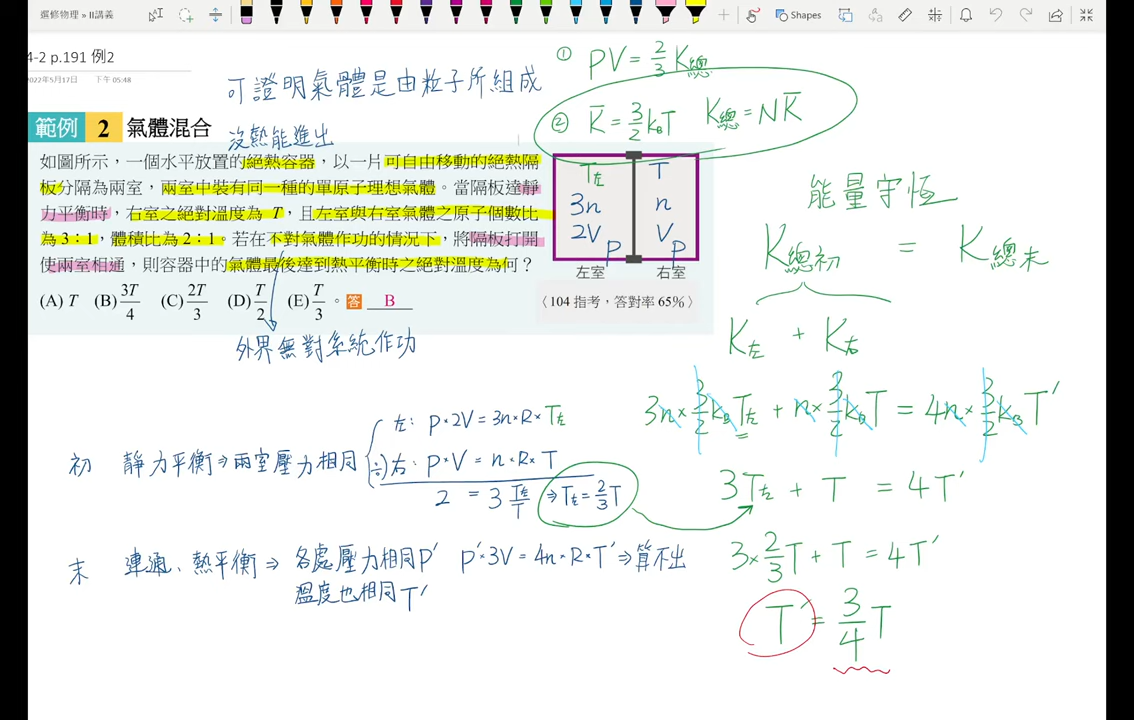 選修物理 » II講義
Shapes
4-2 p.191 例2
2022年5月17日 下午 05:48
可證明氣體是由粒子所組成
① PV = 2/3 K總
② K̄ = 3/2 kBT K總 = NK̄
範例 2 氣體混合
沒熱能進出
如圖所示，一個水平放置的絕熱容器，以一片可自由移動的絕熱隔
板分隔為兩室，兩室中裝有同一種的單原子理想氣體。當隔板達靜
力平衡時，右室之絕對溫度為 T，且左室與右室氣體之原子個數比
為 3：1，體積比為 2：1。若在不對氣體作功的情況下，將隔板打開
使兩室相通，則容器中的氣體最後達到熱平衡時之絕對溫度為何？
(A) T (B) 3T/4 (C) 2T/3 (D) T/2 (E) T/3 。答 B
外界無對系統作功
T左 T
3n n
2V V
P P
左室 右室
〈104 指考，答對率 65%〉
能量守恆
K總初 = K總末
K左 + K右
3n × 3/2 kB T左 + n × 3/2 kB T = 4n × 3/2 kB T′
3T左 + T = 4T′
3 × 2/3 T + T = 4T′
T′ = 3/4 T
初 靜力平衡 ⇒ 兩室壓力相同
左: P × 2V = 3n × R × T左
÷) 右: P × V = n × R × T
2 = 3 T左/T ⇒ T左 = 2/3 T
末 連通、熱平衡 ⇒ 各處壓力相同P′ P′ × 3V = 4n × R × T′ ⇒ 算不出
溫度也相同T′